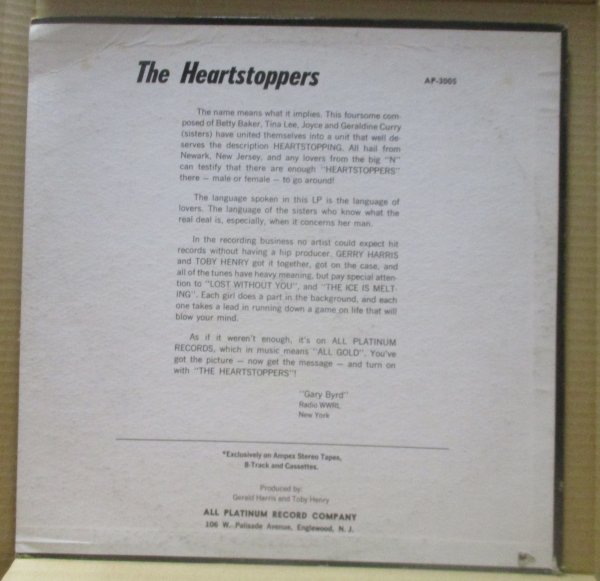 The Heartstoppers
AP-3005
The name means what it implies. This foursome com-
posed of Betty Baker, Tina Lee, Joyce and Geraldine Curry
(sisters) have united themselves into a unit that well de-
serves the description HEARTSTOPPING. All hail from
Newark, New Jersey, and any lovers from the big "N"
can testify that there are enough "HEARTSTOPPERS"
there — male or female — to go around!
The language spoken in this LP is the language of
lovers. The language of the sisters who know what the
real deal is, especially, when it concerns her man.
In the recording business no artist could expect hit
records without having a hip producer. GERRY HARRIS
and TOBY HENRY got it together, got on the case, and
all of the tunes have heavy meaning, but pay special atten-
tion to "LOST WITHOUT YOU", and "THE ICE IS MELT-
ING". Each girl does a part in the background, and each
one takes a lead in running down a game on life that will
blow your mind.
As if it weren't enough, it's on ALL PLATINUM
RECORDS, which in music means "ALL GOLD". You've
got the picture — now get the message — and turn on
with "THE HEARTSTOPPERS"!
"Gary Byrd"
Radio WWRL
New York
*Exclusively on Ampex Stereo Tapes,
8-Track and Cassettes.
Produced by:
Gerald Harris and Toby Henry
ALL PLATINUM RECORD COMPANY
106 W. Palisade Avenue, Englewood, N. J.